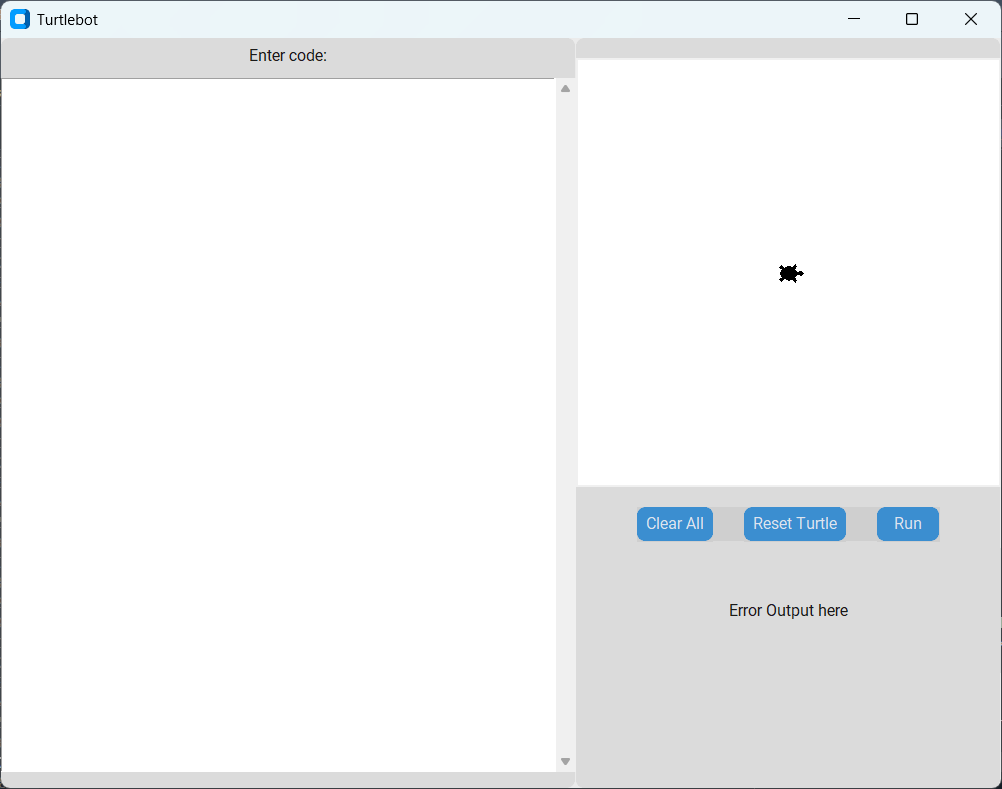 Turtlebot
Enter code:
Clear All
Reset Turtle
Run
Error Output here